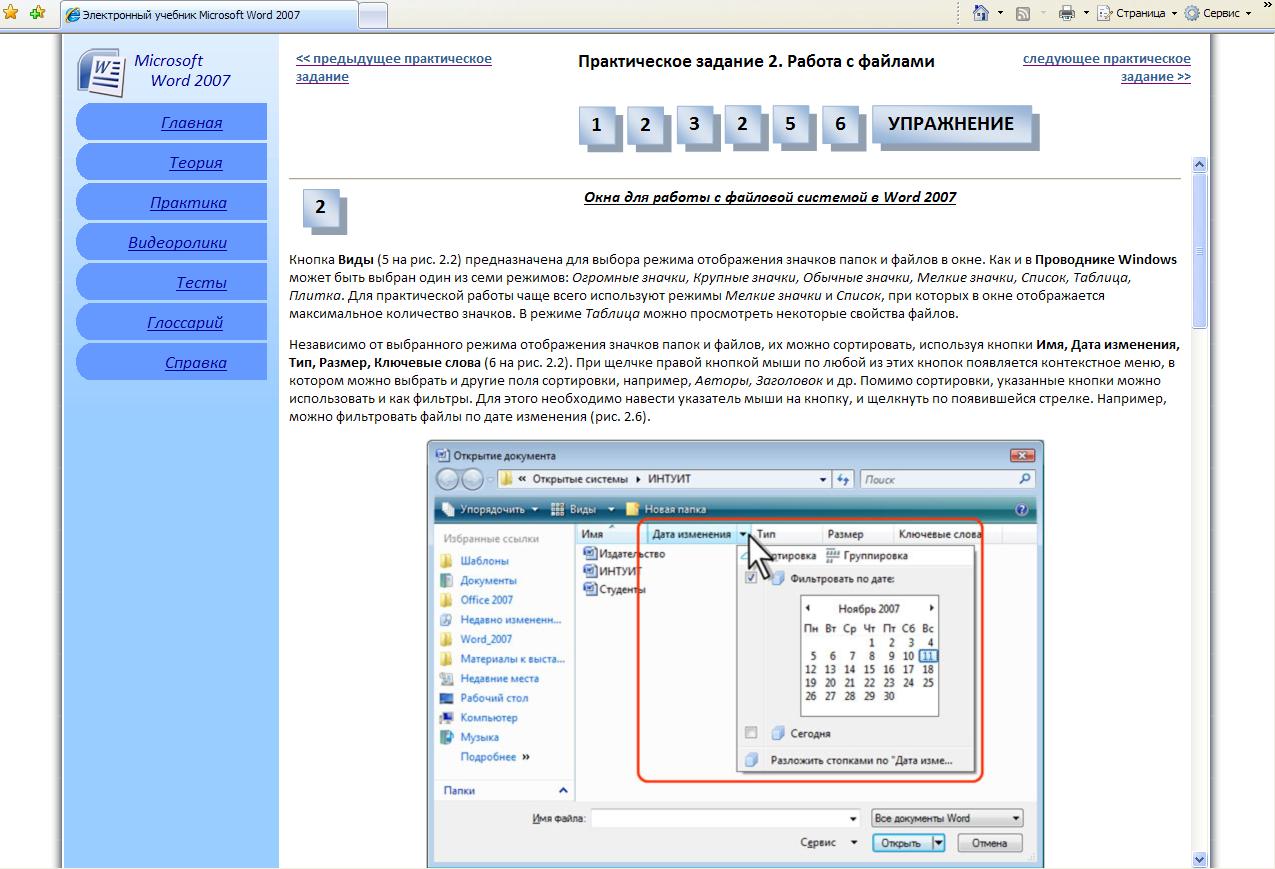 Электронный учебник Microsoft Word 2007
Страница
Сервис
Microsoft
Word 2007
Главная
Теория
Практика
Видеоролики
Тесты
Глоссарий
Справка
<< предыдущее практическое
задание
Практическое задание 2. Работа с файлами
следующее практическое
задание >>
1 2 3 2 5 6 УПРАЖНЕНИЕ
2
Окна для работы с файловой системой в Word 2007
Кнопка Виды (5 на рис. 2.2) предназначена для выбора режима отображения значков папок и файлов в окне. Как и в Проводнике Windows
может быть выбран один из семи режимов: Огромные значки, Крупные значки, Обычные значки, Мелкие значки, Список, Таблица,
Плитка. Для практической работы чаще всего используют режимы Мелкие значки и Список, при которых в окне отображается
максимальное количество значков. В режиме Таблица можно просмотреть некоторые свойства файлов.
Независимо от выбранного режима отображения значков папок и файлов, их можно сортировать, используя кнопки Имя, Дата изменения,
Тип, Размер, Ключевые слова (6 на рис. 2.2). При щелчке правой кнопкой мыши по любой из этих кнопок появляется контекстное меню, в
котором можно выбрать и другие поля сортировки, например, Авторы, Заголовок и др. Помимо сортировки, указанные кнопки можно
использовать и как фильтры. Для этого необходимо навести указатель мыши на кнопку, и щелкнуть по появившейся стрелке. Например,
можно фильтровать файлы по дате изменения (рис. 2.6).
Открытие документа
« Открытые системы ИНТУИТ
Поиск
Упорядочить Виды Новая папка
Избранные ссылки
Шаблоны
Документы
Office 2007
Недавно измененн...
Word_2007
Материалы к выста...
Недавние места
Рабочий стол
Компьютер
Музыка
Подробнее »
Папки
Имя Дата изменения Тип Размер Ключевые слова
Издательство
ИНТУИТ
Студенты
Группировка
Фильтровать по дате:
Ноябрь 2007
Пн Вт Ср Чт Пт Сб Вс
1 2 3 4
5 6 7 8 9 10 11
12 13 14 15 16 17 18
19 20 21 22 23 24 25
26 27 28 29 30
Сегодня
Разложить стопками по "Дата изме...
Имя файла:
Все документы Word
Сервис
Открыть
Отмена